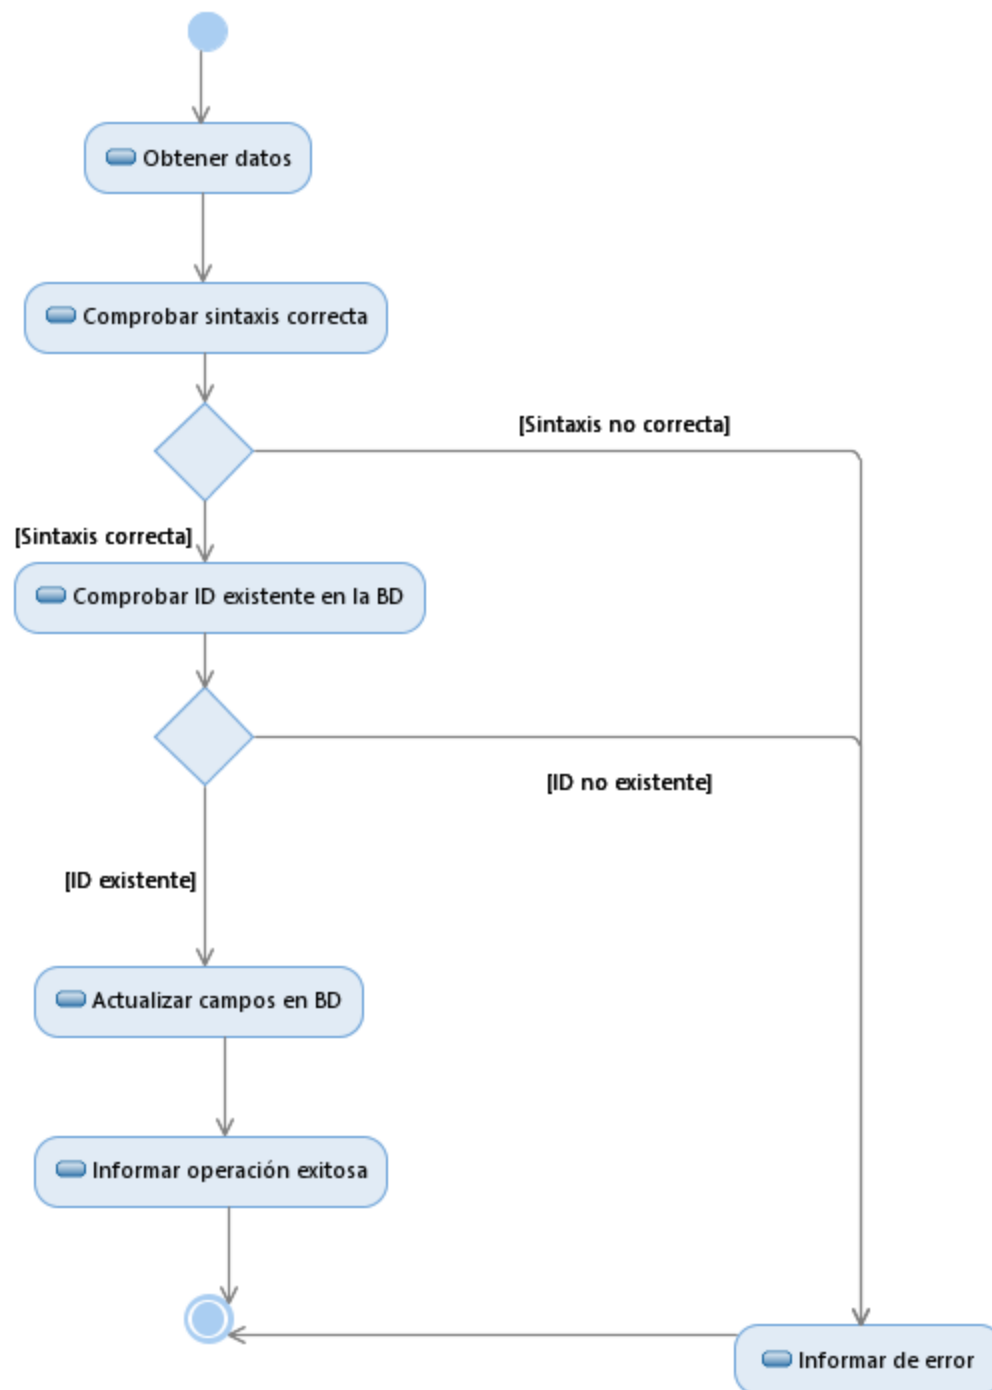 Obtener datos
Comprobar sintaxis correcta
[Sintaxis no correcta]
[Sintaxis correcta]
Comprobar ID existente en la BD
[ID no existente]
[ID existente]
Actualizar campos en BD
Informar operación exitosa
Informar de error